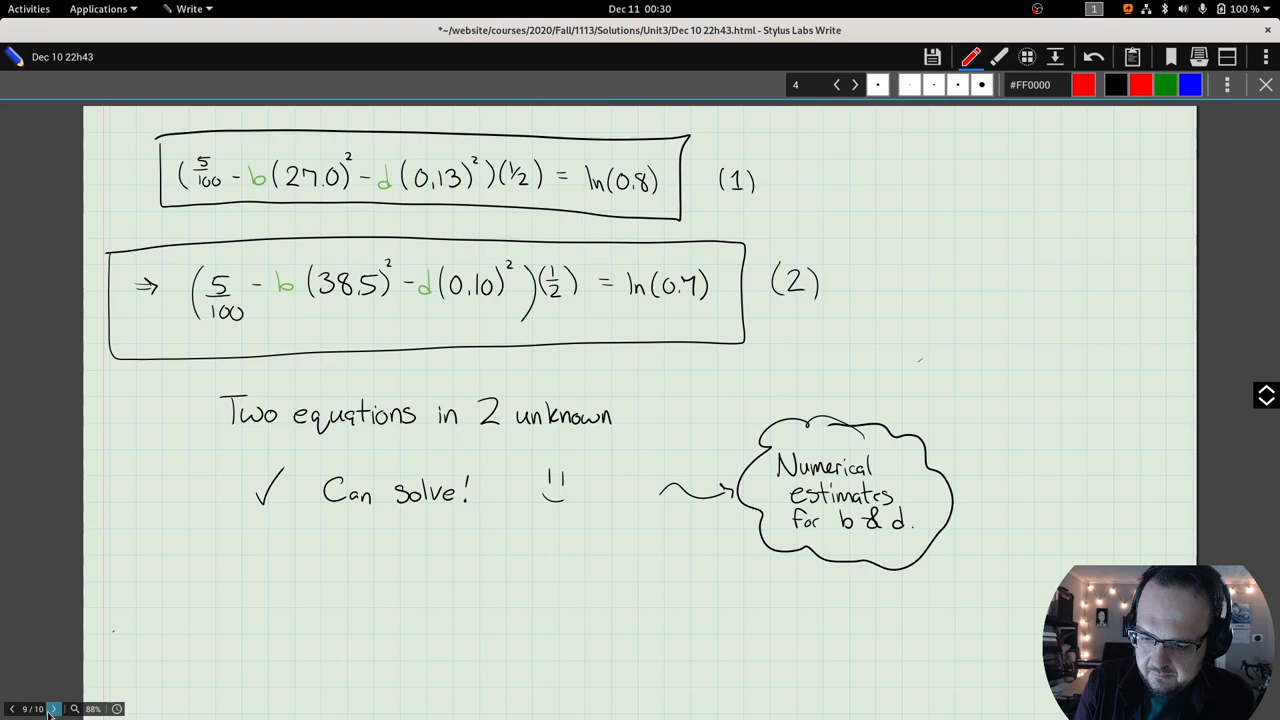 Activities Applications Write Dec 11 00:30 1 100 %
*~/website/courses/2020/Fall/1113/Solutions/Unit3/Dec 10 22h43.html - Stylus Labs Write
Dec 10 22h43
4 #FF0000
(5/100 - b(27.0)² - d(0.13)²)(1/2) = ln(0.8) (1)
⇒ (5/100 - b(38.5)² - d(0.10)²)(1/2) = ln(0.7) (2)
Two equations in 2 unknown
✓ Can solve!
Numerical
estimates
for b & d.
9 / 10 88%